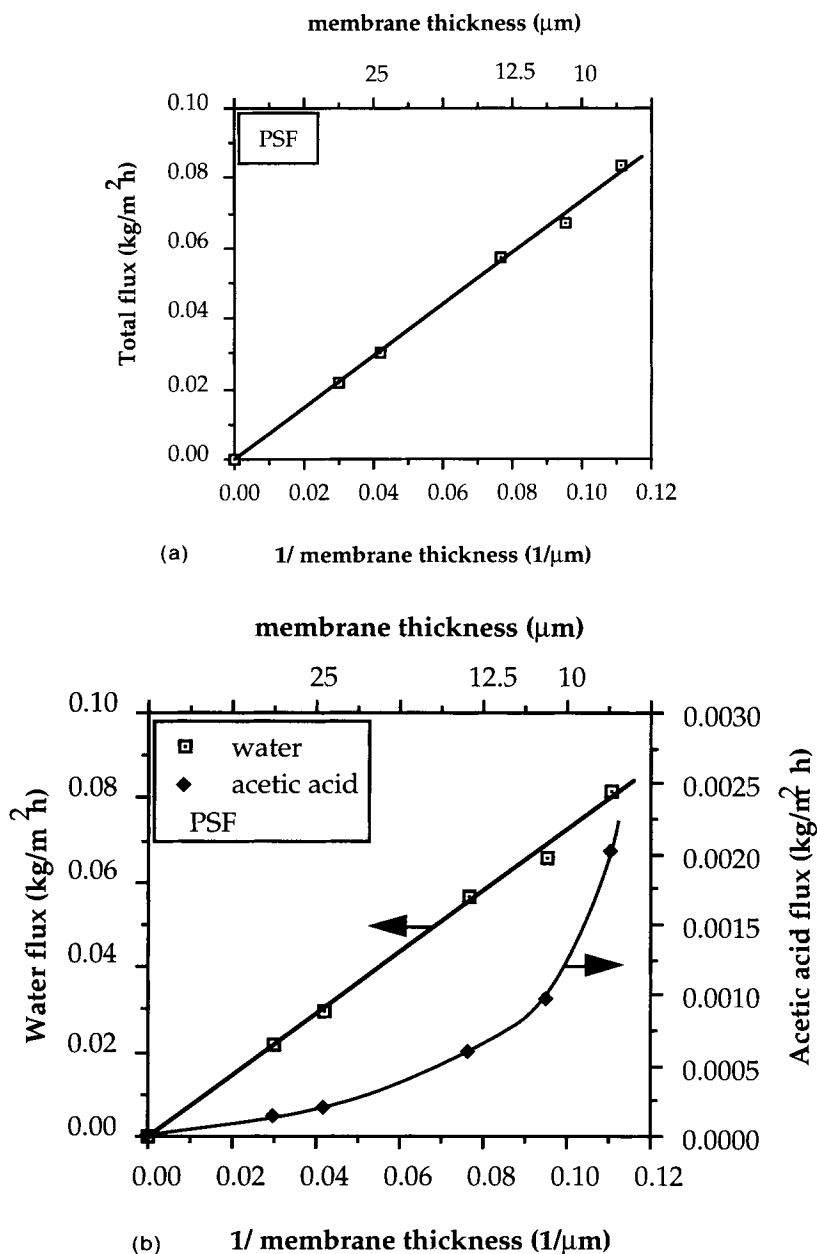 membrane thickness (μm)
25 12.5 10
0.10
PSF
0.08
0.06
0.04
0.02
0.00
Total flux (kg/m²h)
0.00 0.02 0.04 0.06 0.08 0.10 0.12
(a) 1/ membrane thickness (1/μm)
membrane thickness (μm)
25 12.5 10
0.10 0.0030
water
acetic acid
PSF
0.08 0.0025
0.0020
0.06
0.0015
0.04
0.0010
0.02
0.0005
0.00 0.0000
Water flux (kg/m²h)
Acetic acid flux (kg/m² h)
0.00 0.02 0.04 0.06 0.08 0.10 0.12
(b) 1/ membrane thickness (1/μm)